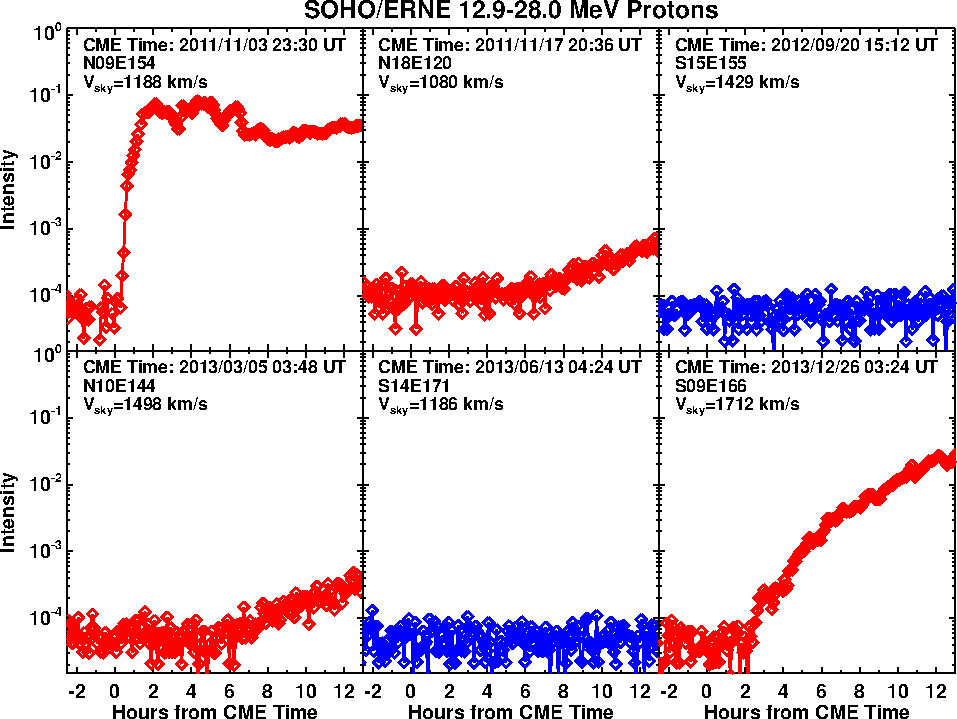 SOHO/ERNE 12.9-28.0 MeV Protons
CME Time: 2011/11/03 23:30 UT
N09E154
Vsky=1188 km/s
CME Time: 2011/11/17 20:36 UT
N18E120
Vsky=1080 km/s
CME Time: 2012/09/20 15:12 UT
S15E155
Vsky=1429 km/s
10^0
10^-1
10^-2
10^-3
10^-4
Intensity
CME Time: 2013/03/05 03:48 UT
N10E144
Vsky=1498 km/s
CME Time: 2013/06/13 04:24 UT
S14E171
Vsky=1186 km/s
CME Time: 2013/12/26 03:24 UT
S09E166
Vsky=1712 km/s
10^0
10^-1
10^-2
10^-3
10^-4
Intensity
-2 0 2 4 6 8 10 12 -2 0 2 4 6 8 10 12 -2 0 2 4 6 8 10 12
Hours from CME Time Hours from CME Time Hours from CME Time